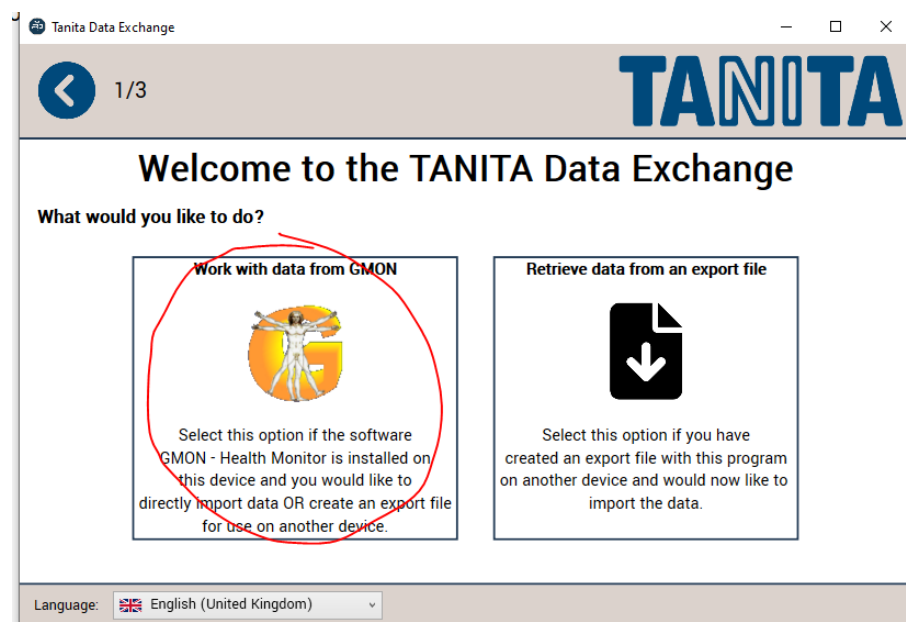 Tanita Data Exchange
1/3
TANITA
Welcome to the TANITA Data Exchange
What would you like to do?
Work with data from GMON
G
Select this option if the software
GMON - Health Monitor is installed on
this device and you would like to
directly import data OR create an export file
for use on another device.
Retrieve data from an export file
Select this option if you have
created an export file with this program
on another device and would now like to
import the data.
Language:
English (United Kingdom)